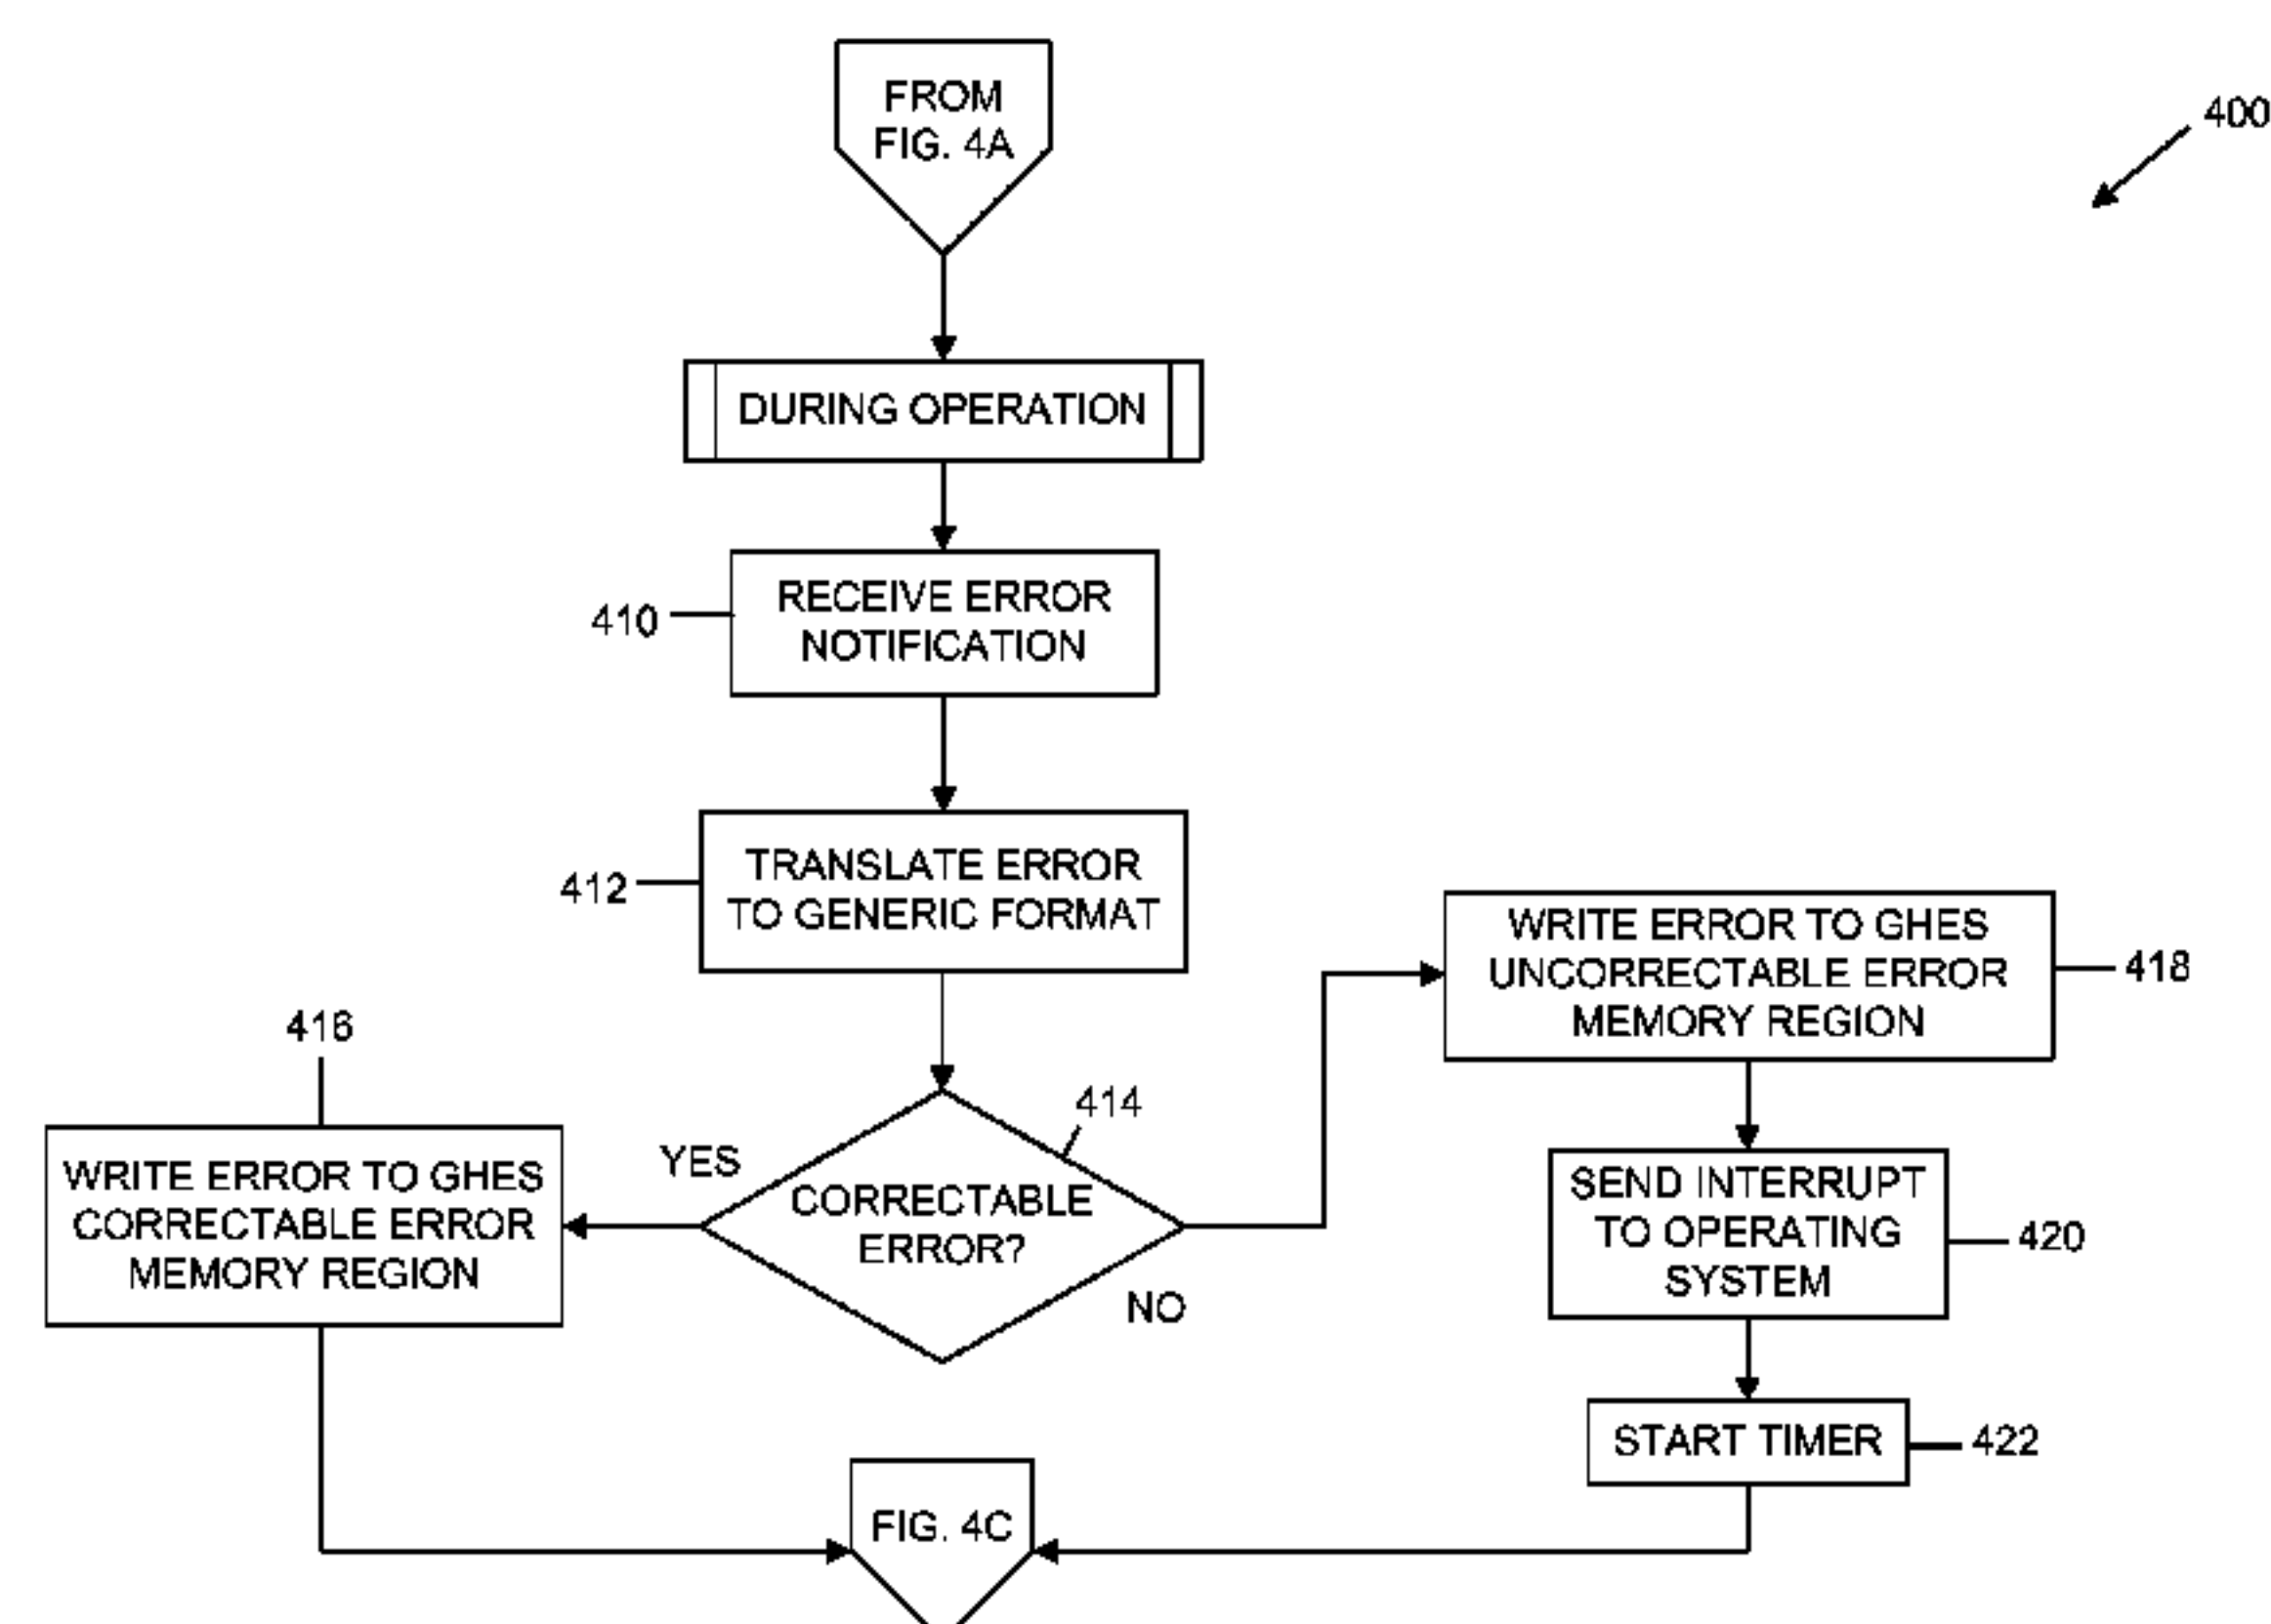 FROM
FIG. 4A
400
DURING OPERATION
410
RECEIVE ERROR
NOTIFICATION
412
TRANSLATE ERROR
TO GENERIC FORMAT
WRITE ERROR TO GHES
UNCORRECTABLE ERROR
MEMORY REGION
418
416
414
YES
WRITE ERROR TO GHES
CORRECTABLE ERROR
MEMORY REGION
CORRECTABLE
ERROR?
NO
SEND INTERRUPT
TO OPERATING
SYSTEM
420
START TIMER
422
FIG. 4C